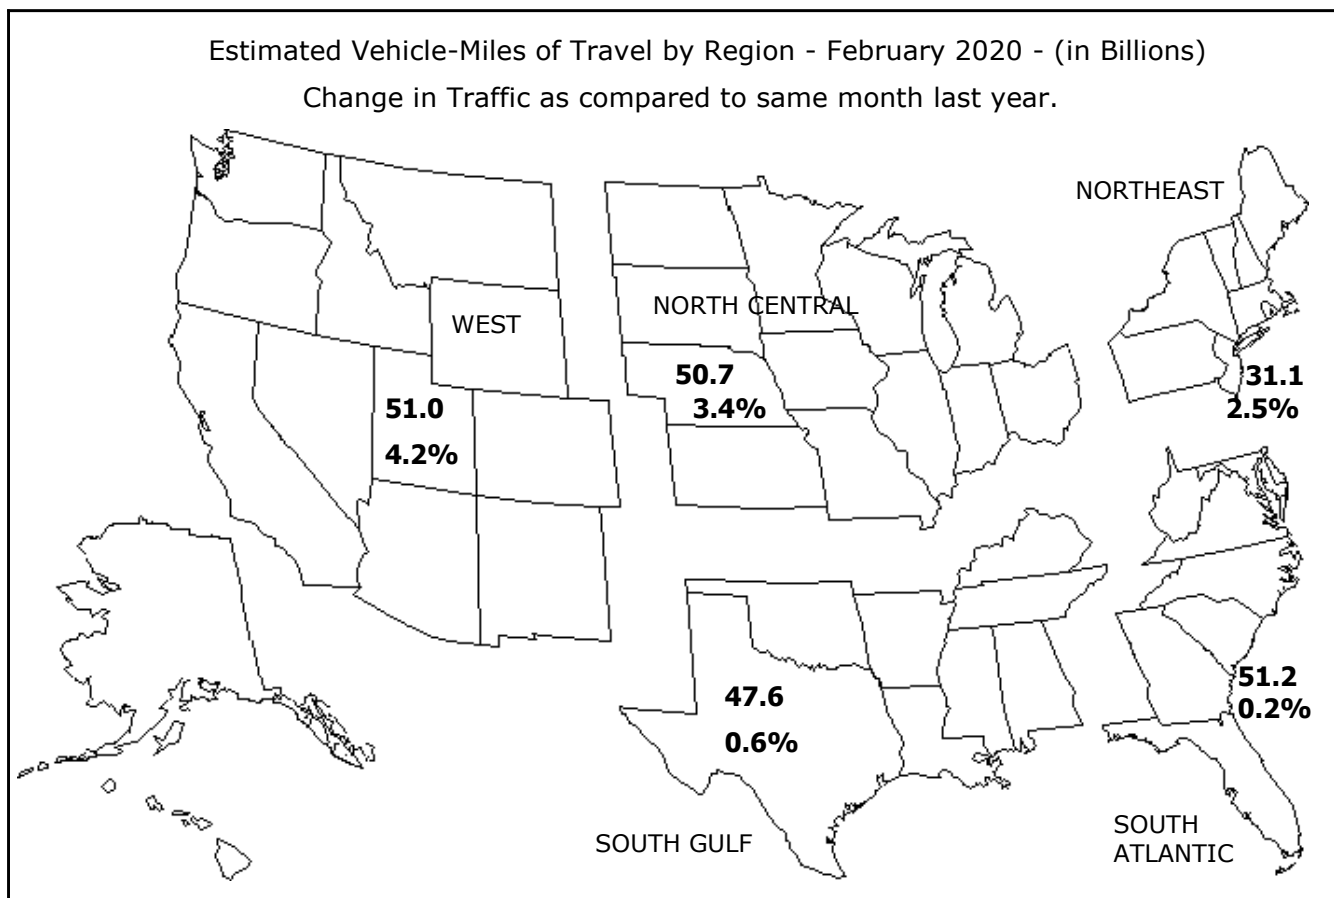 Estimated Vehicle-Miles of Travel by Region - February 2020 - (in Billions)
Change in Traffic as compared to same month last year.
NORTHEAST
31.1
2.5%
NORTH CENTRAL
50.7
3.4%
WEST
51.0
4.2%
47.6
0.6%
SOUTH GULF
51.2
0.2%
SOUTH
ATLANTIC